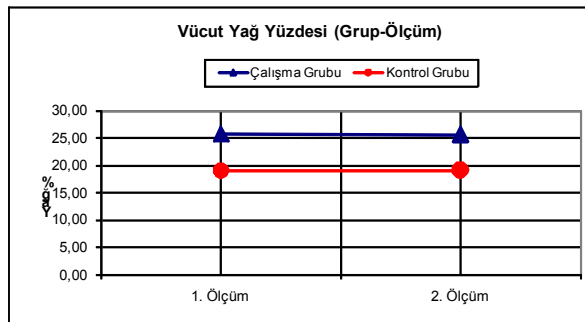 Vücut Yağ Yüzdesi (Grup-Ölçüm)
Çalışma Grubu Kontrol Grubu
30,00
25,00
20,00
15,00
10,00
5,00
0,00
Yağ%
1. Ölçüm 2. Ölçüm